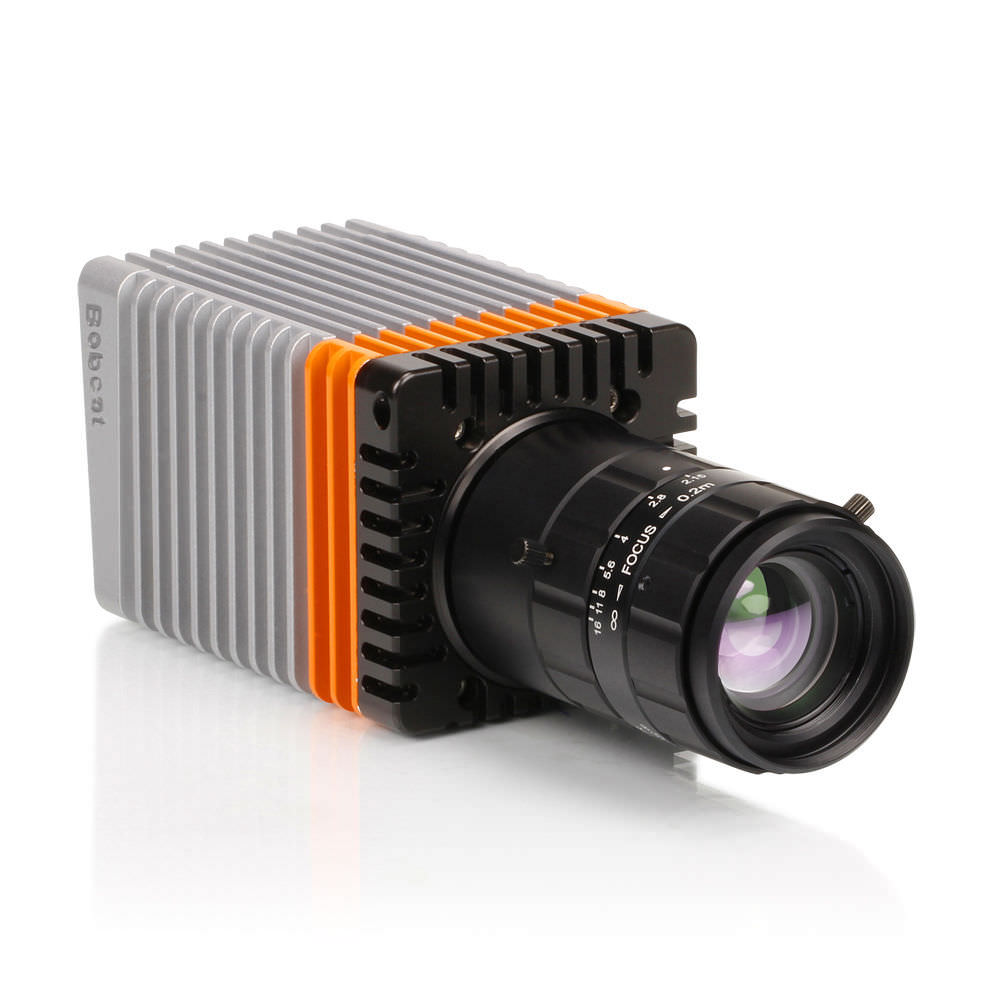 Bobcat
2.8 2.15
16 11 8 5.6 4
∞ ◅ FOCUS ▻ 0.2m